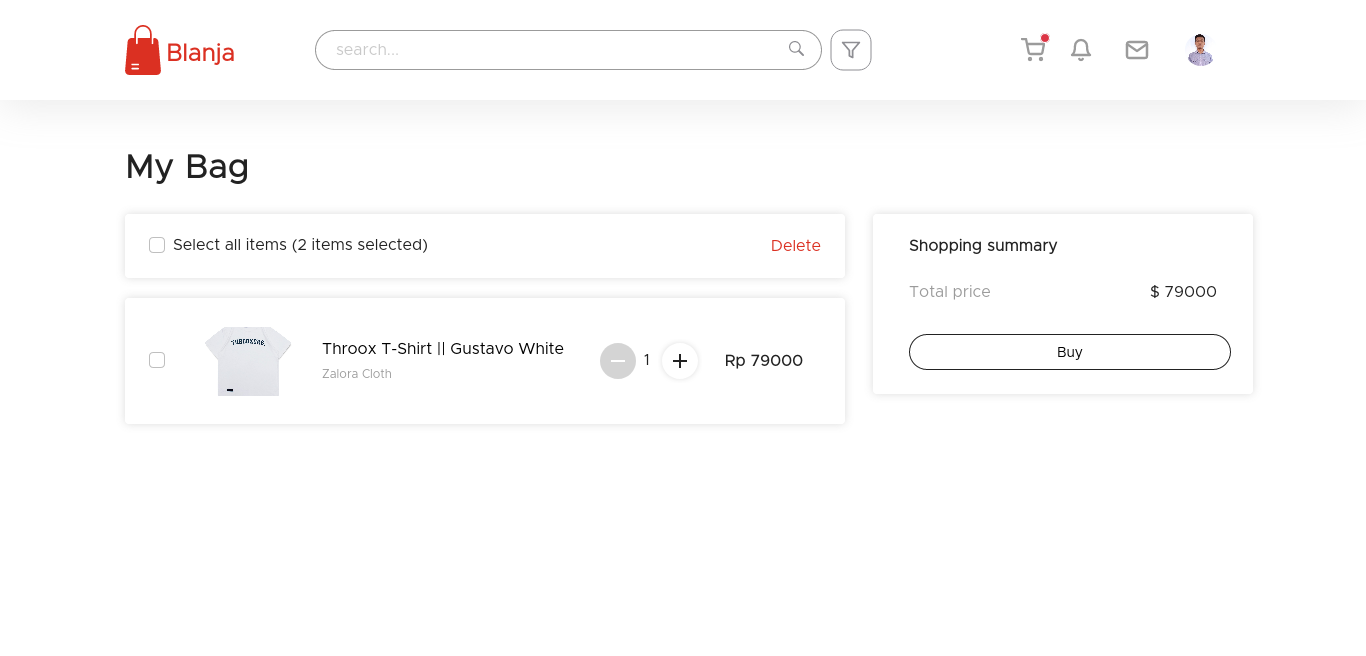 Blanja
search...
My Bag
Select all items (2 items selected)
Delete
Throox T-Shirt || Gustavo White
Zalora Cloth
1
Rp 79000
Shopping summary
Total price
$ 79000
Buy